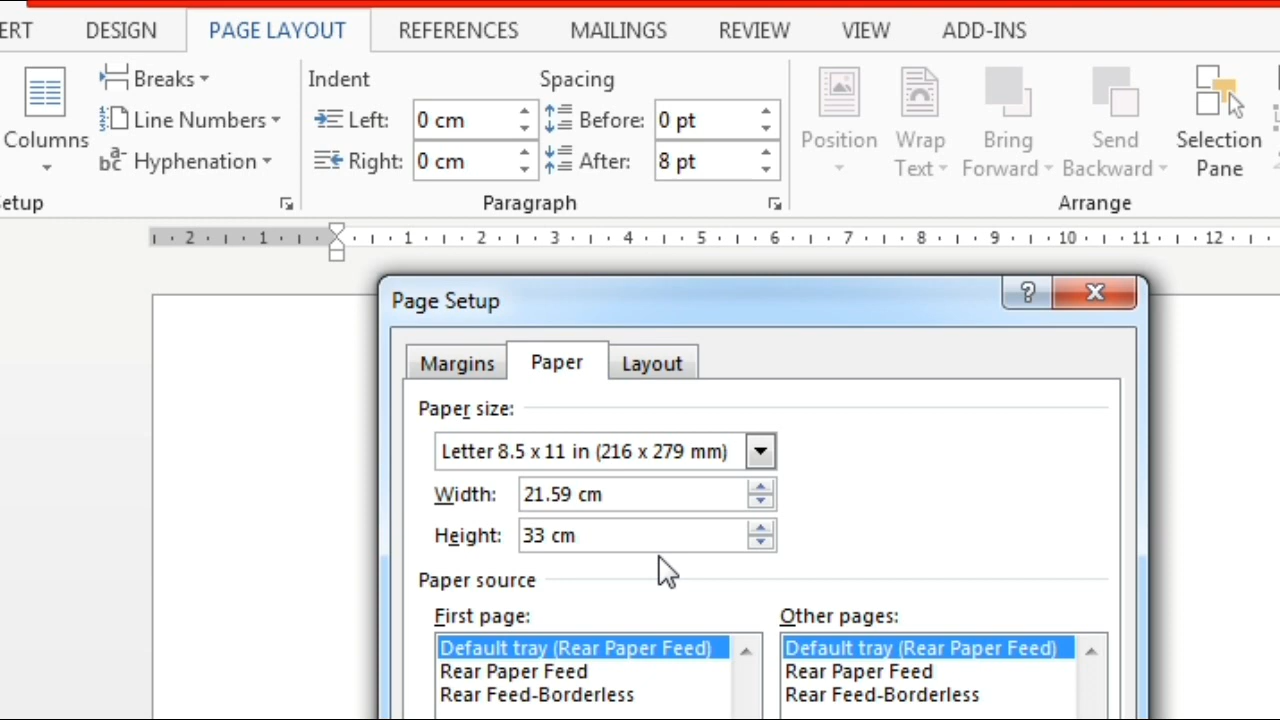 ERT DESIGN PAGE LAYOUT REFERENCES MAILINGS REVIEW VIEW ADD-INS
Columns
Breaks
Line Numbers
Hyphenation
etup
Indent
Left: 0 cm
Right: 0 cm
Spacing
Before: 0 pt
After: 8 pt
Paragraph
Position
Wrap
Text
Bring
Forward
Send
Backward
Selection
Pane
Arrange
2 1 1 2 3 4 5 6 7 8 9 10 11 12
Page Setup
Margins Paper Layout
Paper size:
Letter 8.5 x 11 in (216 x 279 mm)
Width: 21.59 cm
Height: 33 cm
Paper source
First page:
Default tray (Rear Paper Feed)
Rear Paper Feed
Rear Feed-Borderless
Other pages:
Default tray (Rear Paper Feed)
Rear Paper Feed
Rear Feed-Borderless